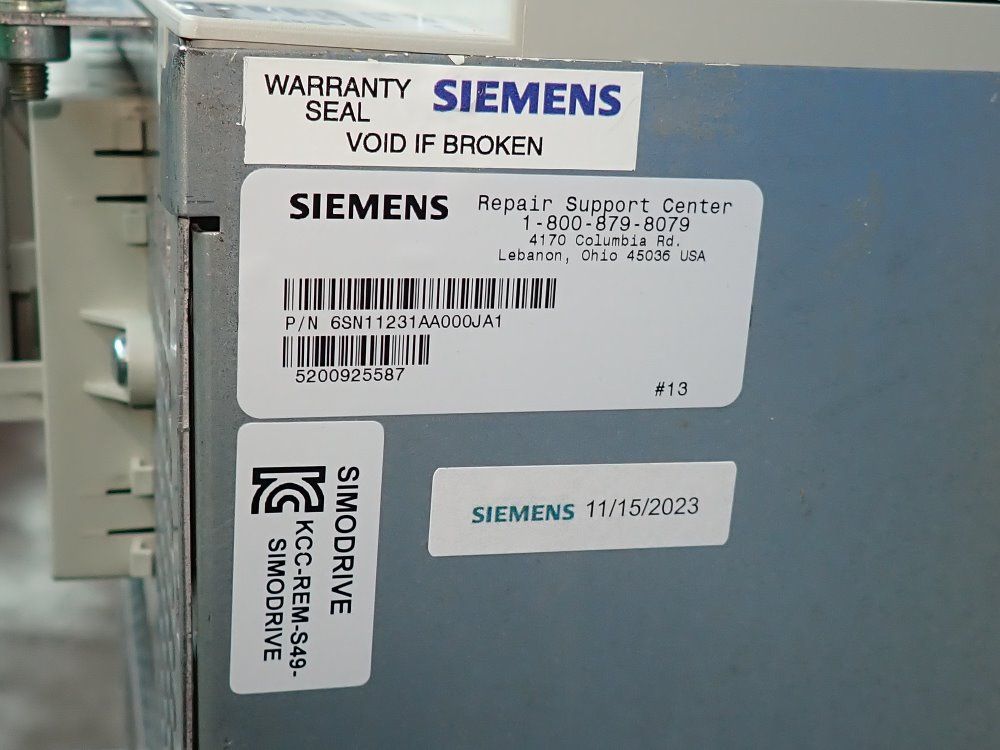 WARRANTY SEAL SIEMENS
VOID IF BROKEN
SIEMENS
Repair Support Center
1-800-879-8079
4170 Columbia Rd.
Lebanon, Ohio 45036 USA
P/N 6SN11231AA000JA1
5200925587
#13
SIMODRIVE
KCC-REM-S49-
SIMODRIVE
SIEMENS 11/15/2023